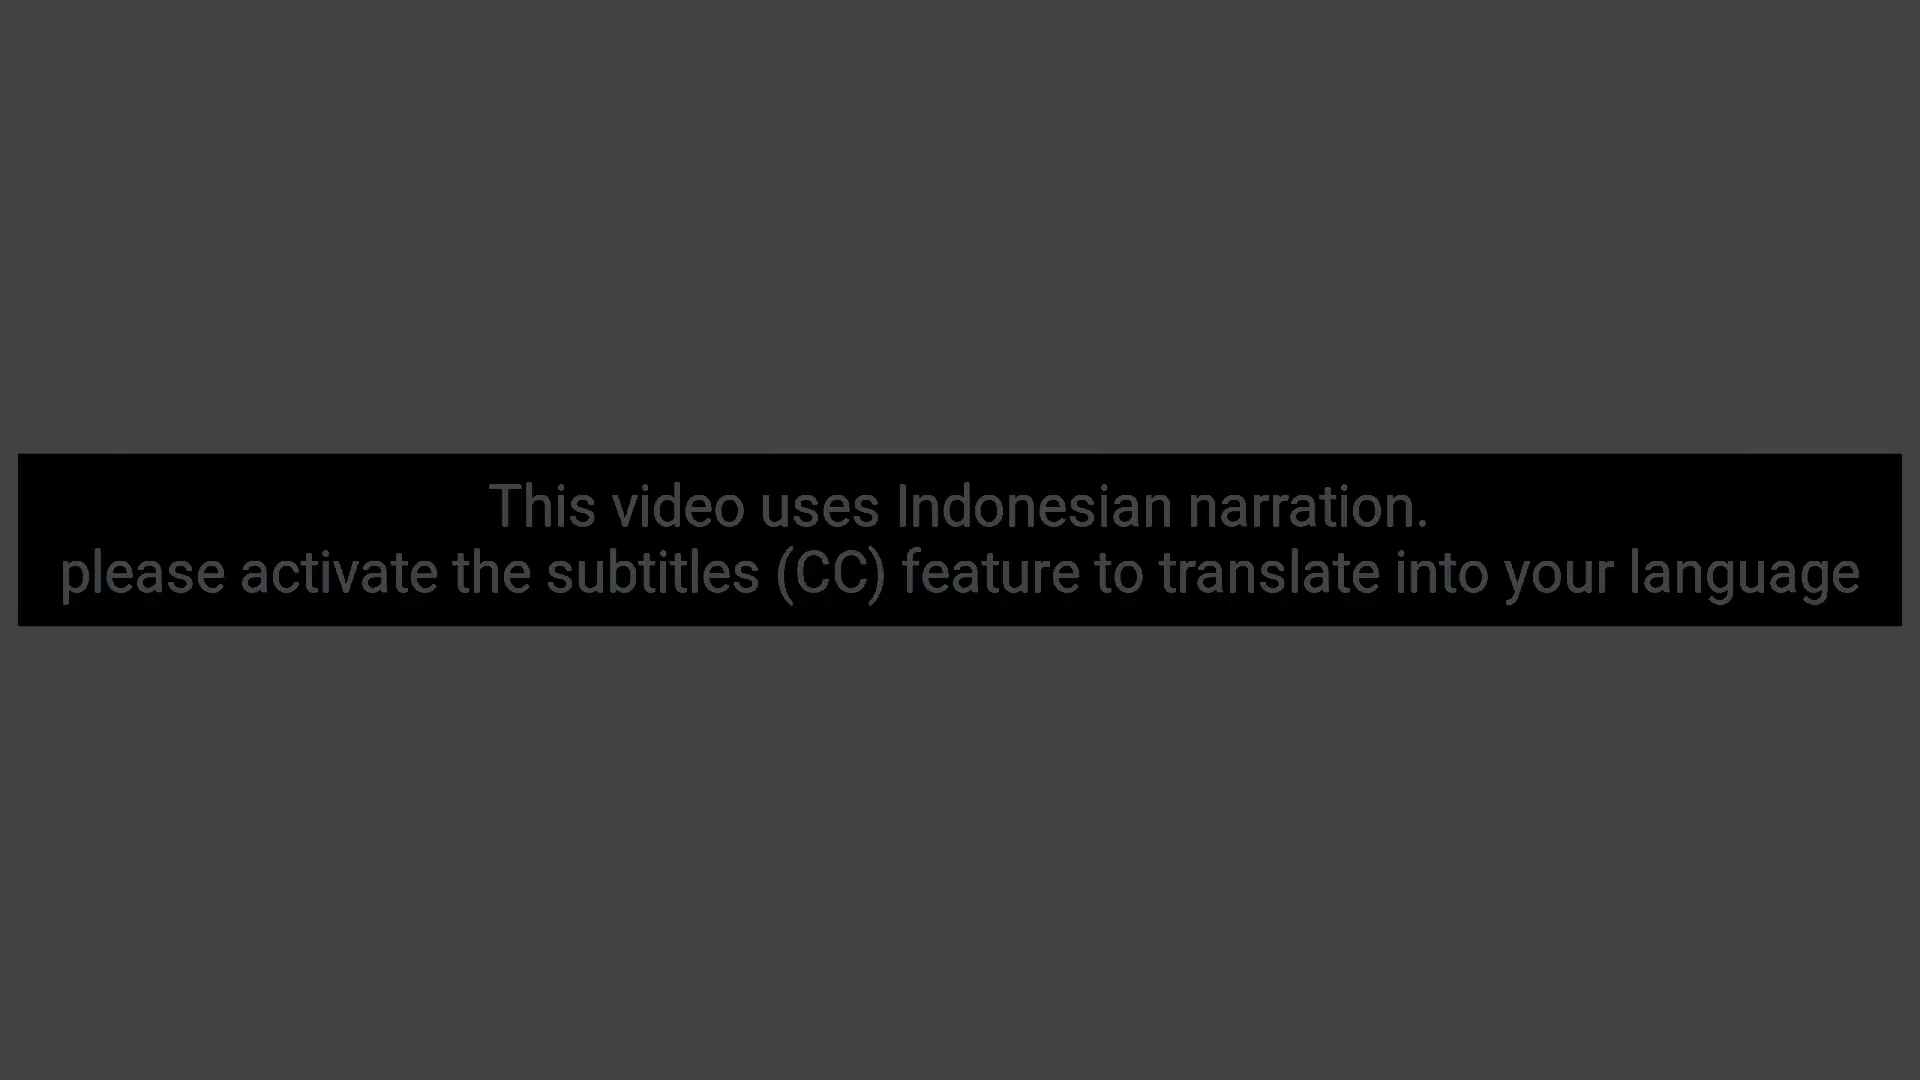 This video uses Indonesian narration.
please activate the subtitles (CC) feature to translate into your language